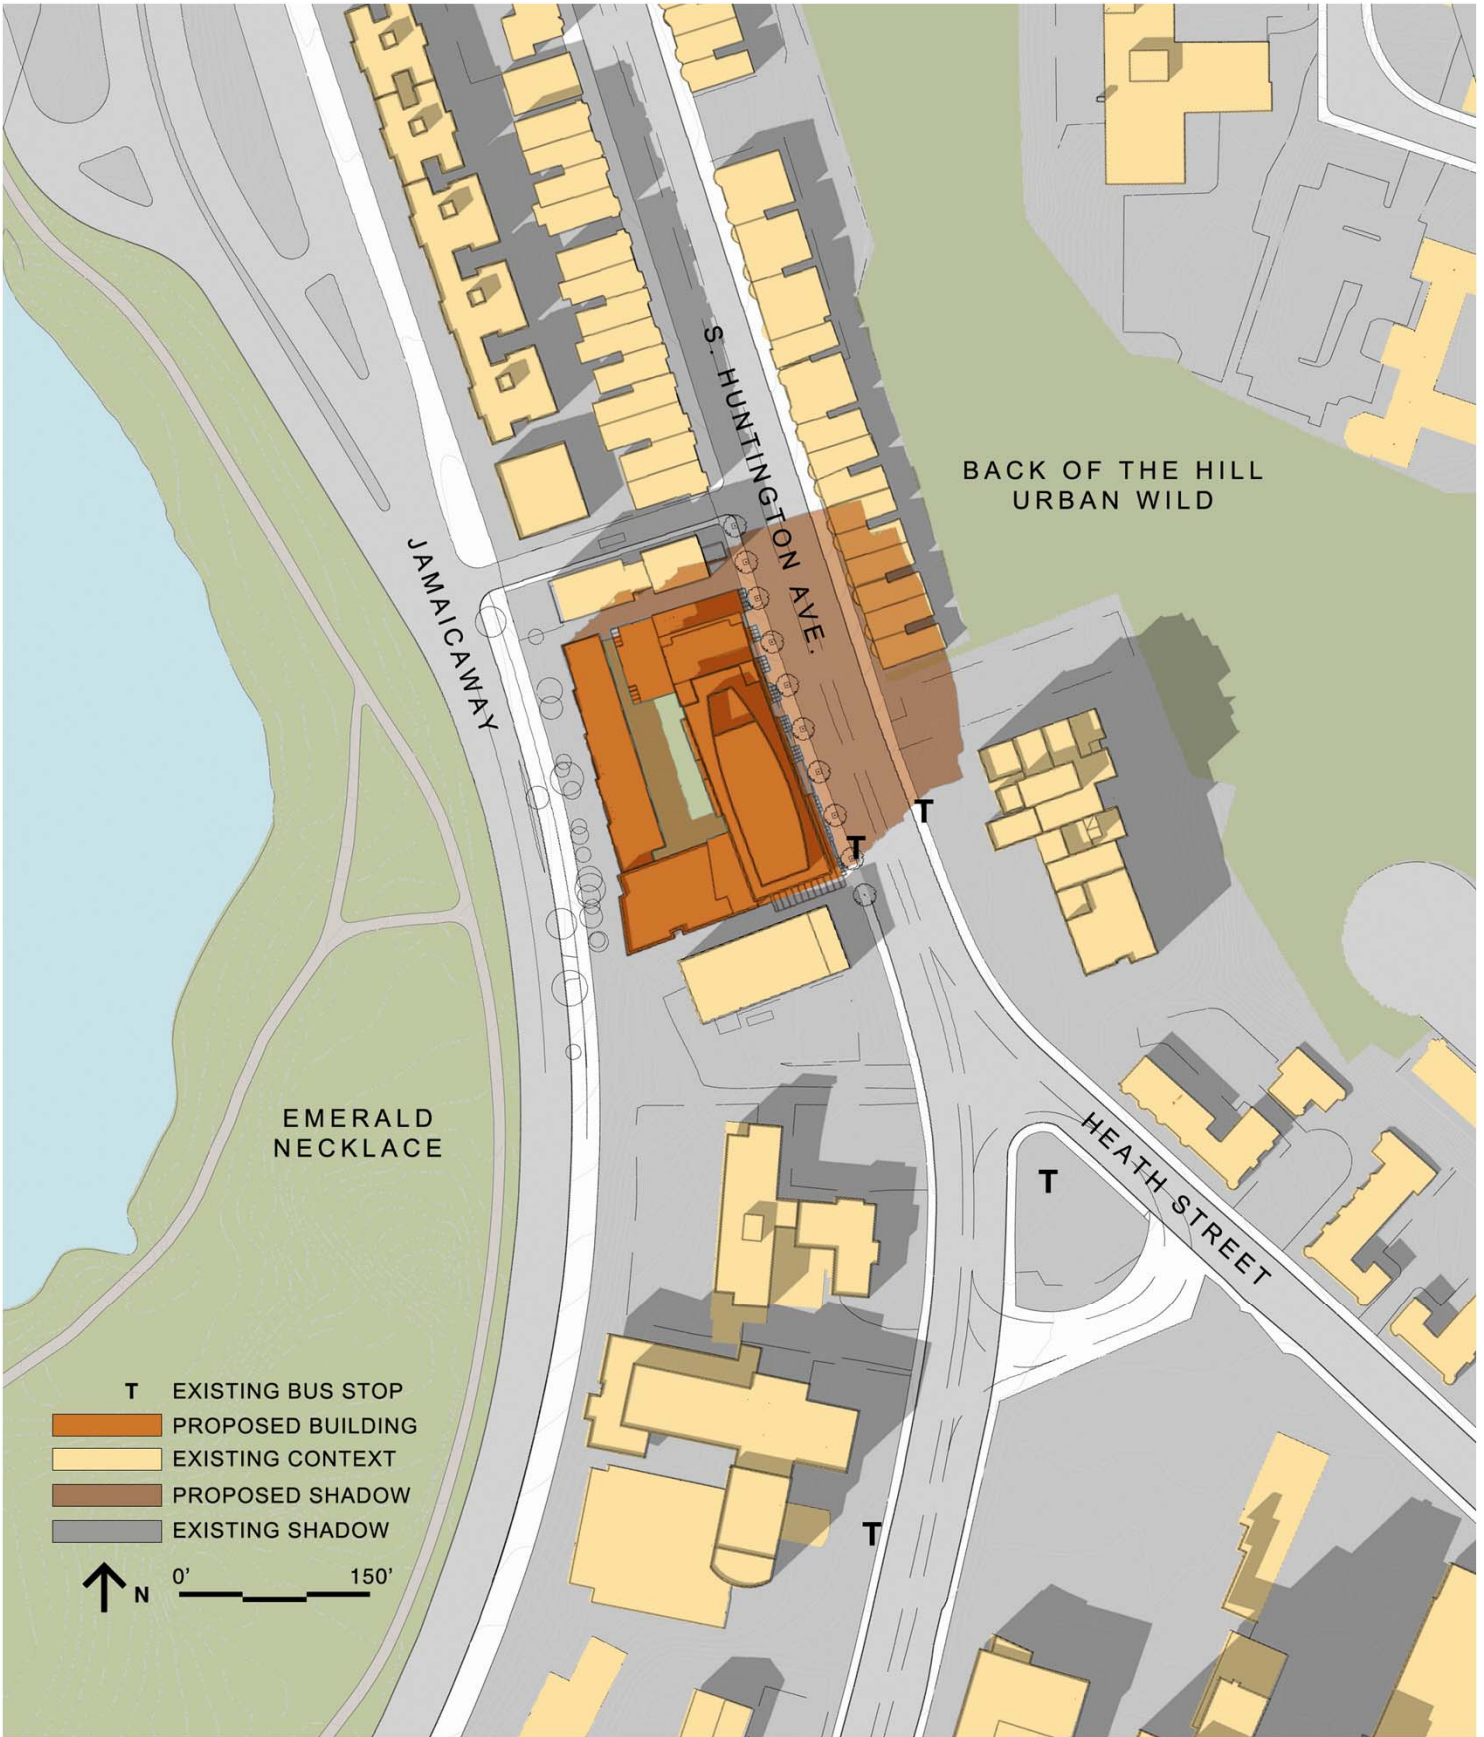 S. HUNTINGTON AVE.
BACK OF THE HILL
URBAN WILD
JAMAICAWAY
T
T
EMERALD
NECKLACE
HEATH STREET
T
T
T EXISTING BUS STOP
PROPOSED BUILDING
EXISTING CONTEXT
PROPOSED SHADOW
EXISTING SHADOW
N 0' 150'